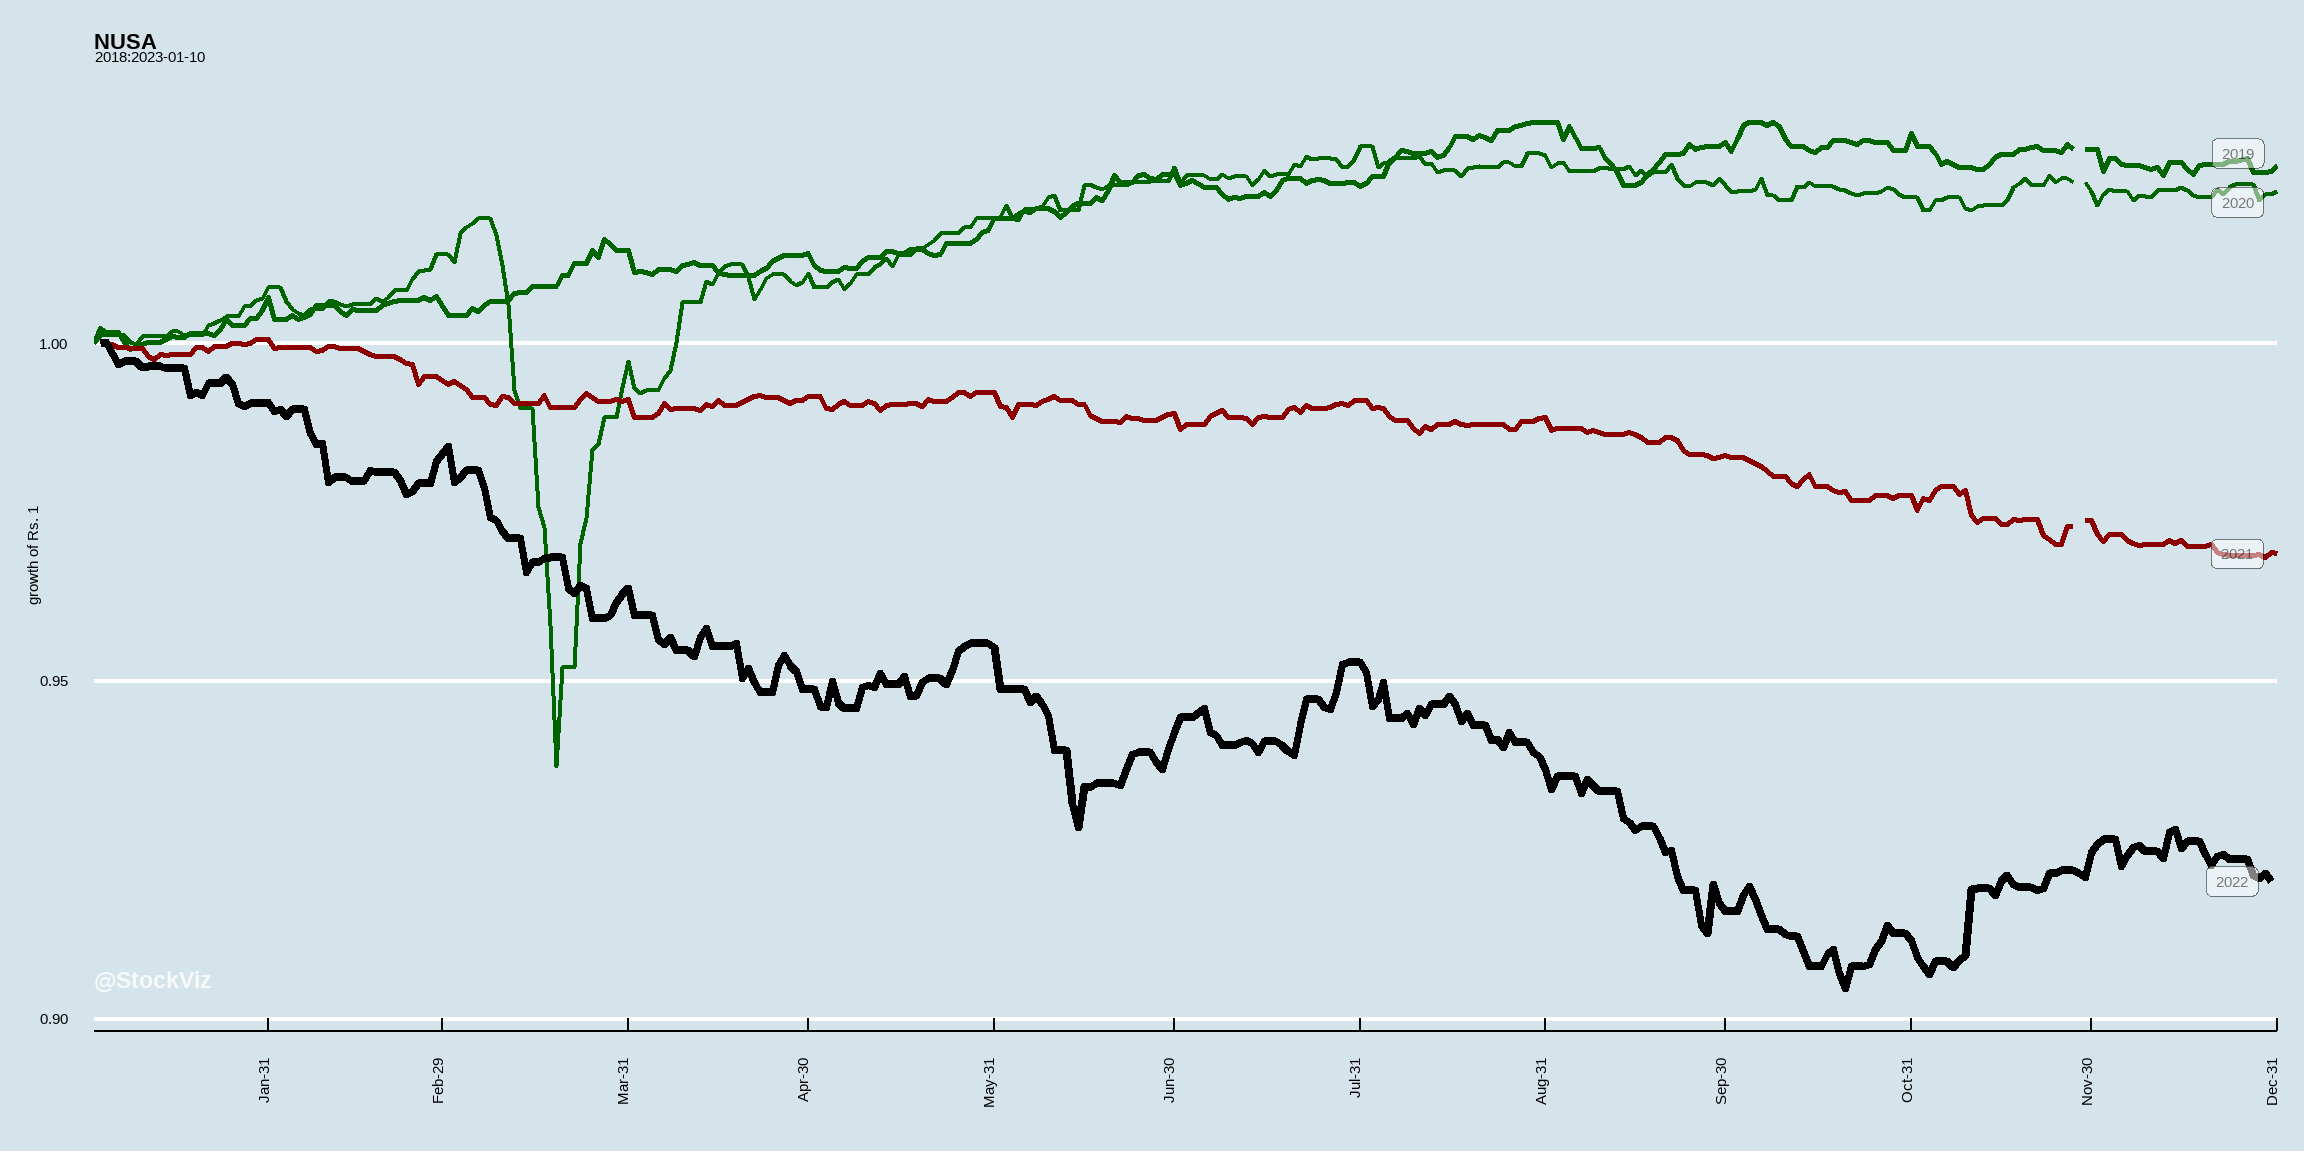 NUSA
2018:2023-01-10
2019
2020
1.00
growth of Rs. 1
2021
0.95
2022
@StockViz
0.90
Jan-31
Feb-29
Mar-31
Apr-30
May-31
Jun-30
Jul-31
Aug-31
Sep-30
Oct-31
Nov-30
Dec-31